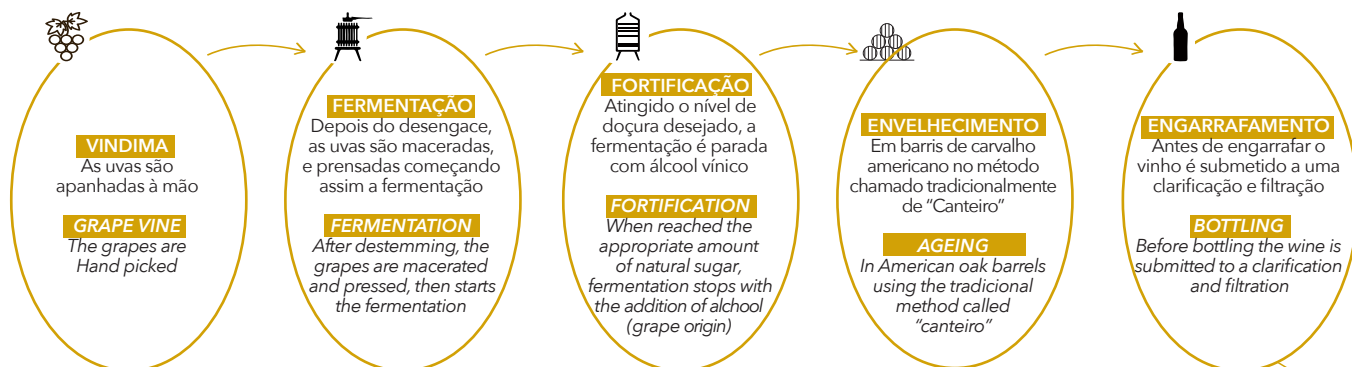 VINDIMA
As uvas são
apanhadas à mão
GRAPE VINE
The grapes are
Hand picked
FERMENTAÇÃO
Depois do desengace,
as uvas são maceradas,
e prensadas começando
assim a fermentação
FERMENTATION
After destemming, the
grapes are macerated
and pressed, then starts
the fermentation
FORTIFICAÇÃO
Atingido o nível de
doçura desejado, a
fermentação é parada
com álcool vínico
FORTIFICATION
When reached the
appropriate amount
of natural sugar,
fermentation stops with
the addition of alchool
(grape origin)
ENVELHECIMENTO
Em barris de carvalho
americano no método
chamado tradicionalmente
de “Canteiro”
AGEING
In American oak barrels
using the tradicional
method called
“canteiro”
ENGARRAFAMENTO
Antes de engarrafar o
vinho é submetido a uma
clarificação e filtração
BOTTLING
Before bottling the wine is
submitted to a clarification
and filtration